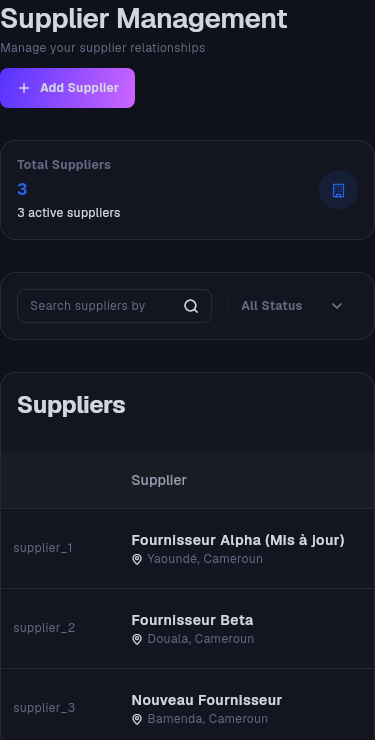 Supplier Management
Manage your supplier relationships
Add Supplier
Total Suppliers
3
3 active suppliers
Search suppliers by
All Status
Suppliers
Supplier
supplier_1
Fournisseur Alpha (Mis à jour)
Yaoundé, Cameroun
supplier_2
Fournisseur Beta
Douala, Cameroun
supplier_3
Nouveau Fournisseur
Bamenda, Cameroun